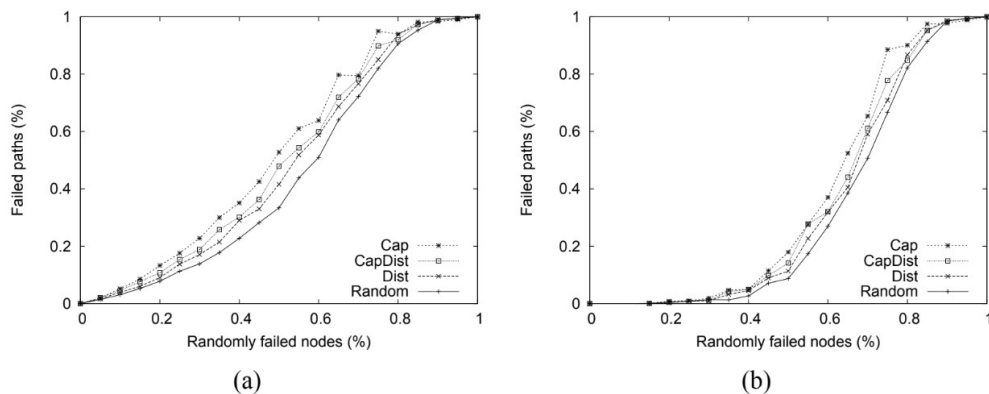 1
0.8
0.6
0.4
0.2
0
Failed paths (%)
Cap
CapDist
Dist
Random
0 0.2 0.4 0.6 0.8 1
Randomly failed nodes (%)
(a)
1
0.8
0.6
0.4
0.2
0
Failed paths (%)
Cap
CapDist
Dist
Random
0 0.2 0.4 0.6 0.8 1
Randomly failed nodes (%)
(b)